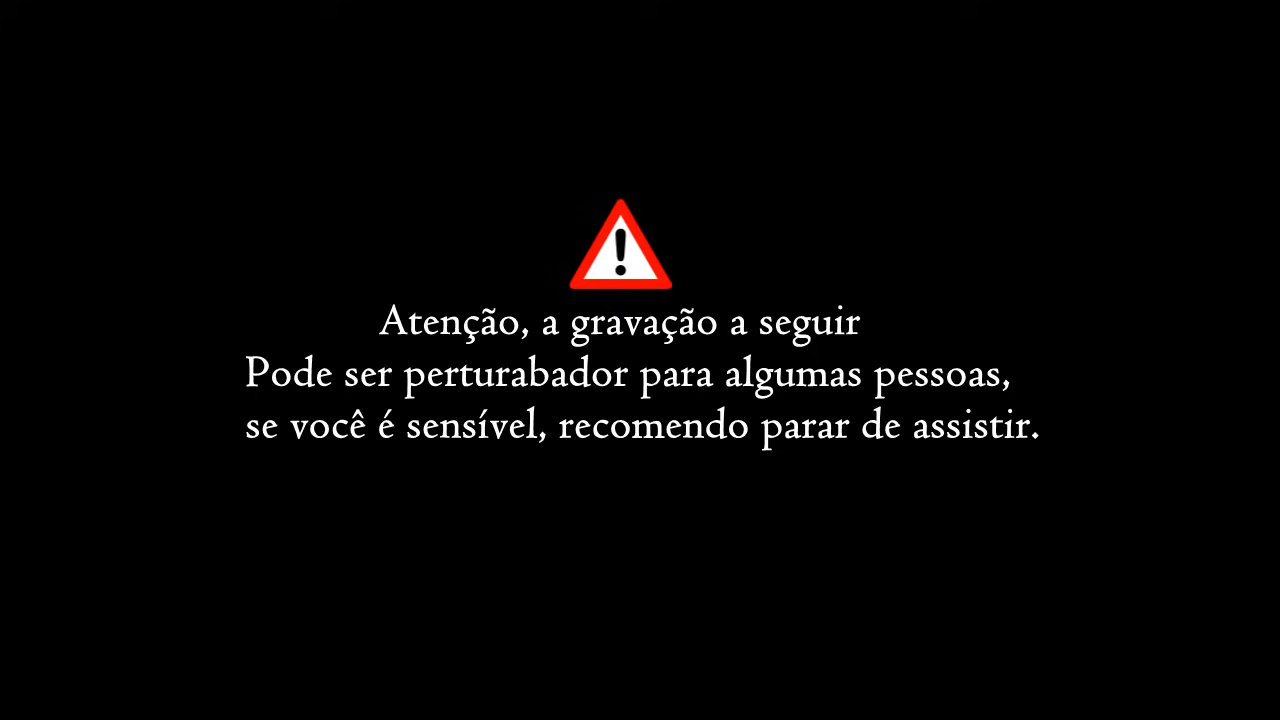 Atenção, a gravação a seguir
Pode ser perturabador para algumas pessoas,
se você é sensível, recomendo parar de assistir.